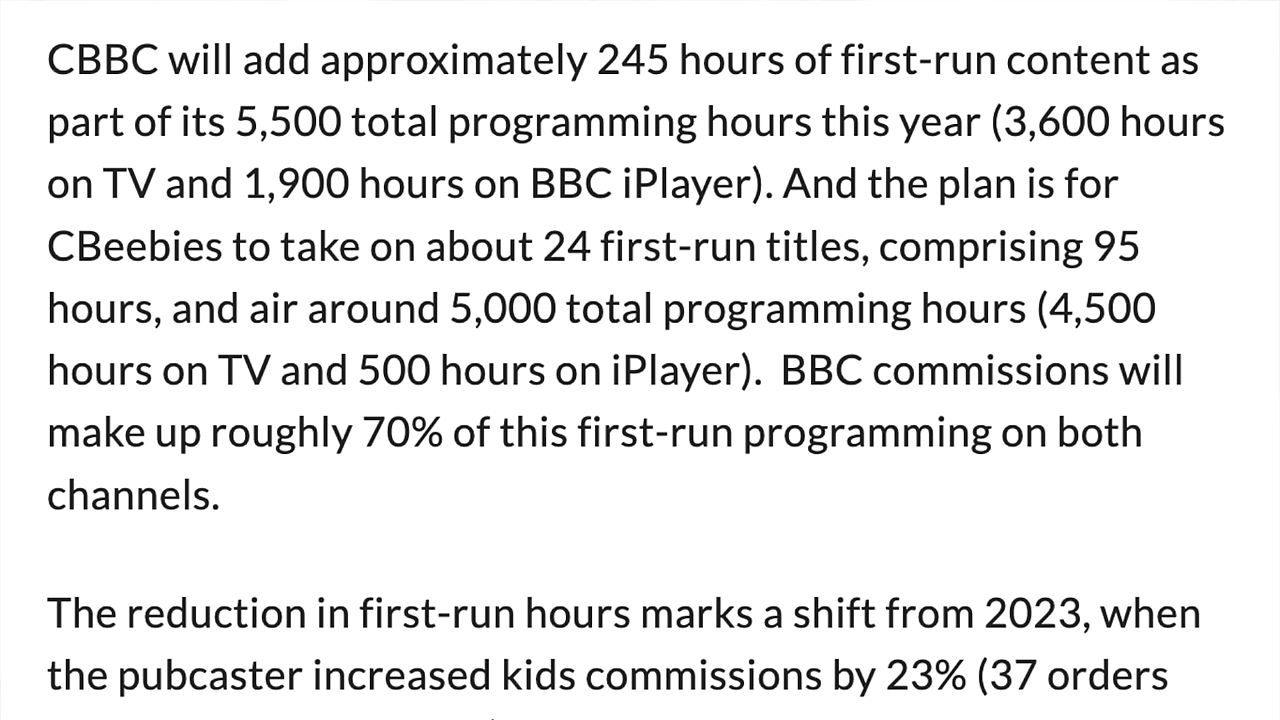 CBBC will add approximately 245 hours of first-run content as
part of its 5,500 total programming hours this year (3,600 hours
on TV and 1,900 hours on BBC iPlayer). And the plan is for
CBeebies to take on about 24 first-run titles, comprising 95
hours, and air around 5,000 total programming hours (4,500
hours on TV and 500 hours on iPlayer).  BBC commissions will
make up roughly 70% of this first-run programming on both
channels.
The reduction in first-run hours marks a shift from 2023, when
the pubcaster increased kids commissions by 23% (37 orders